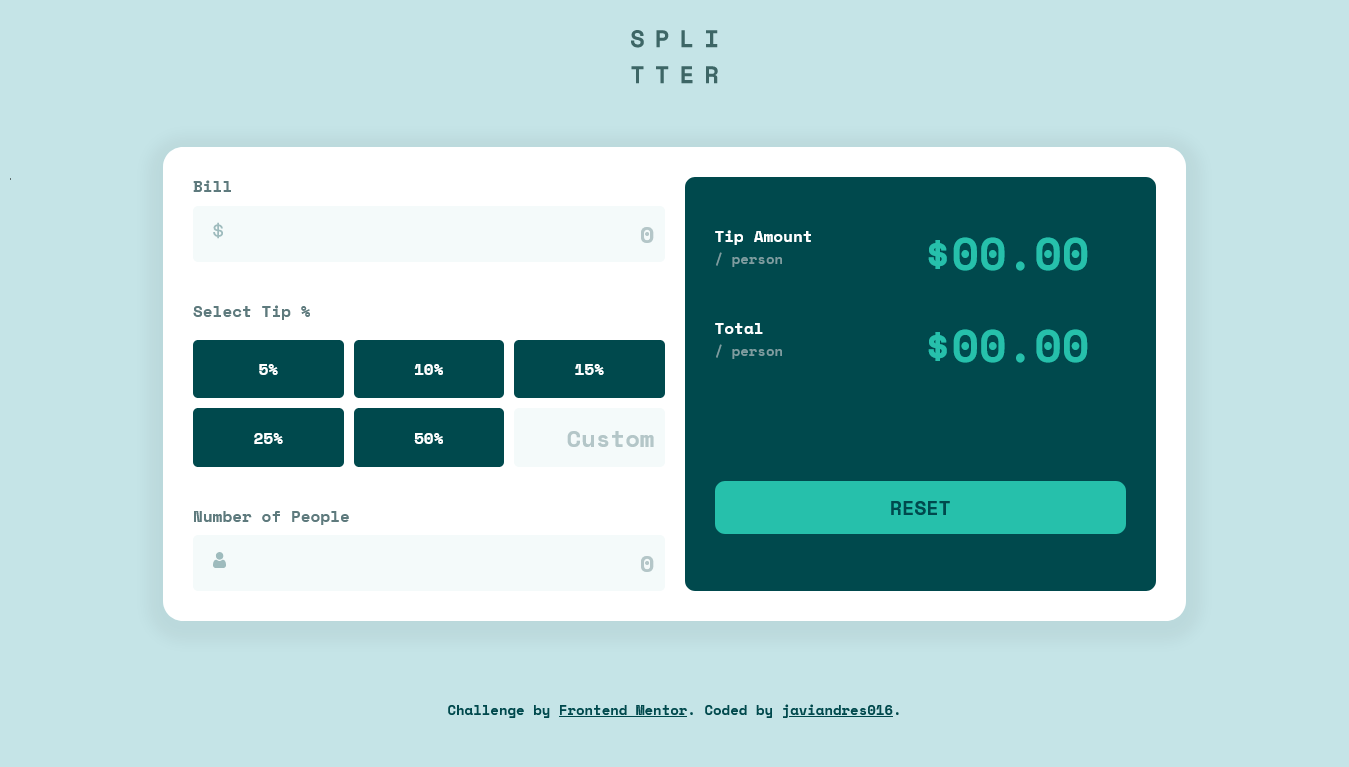 SPLI
TTER
Bill
$ 0
Select Tip %
5% 10% 15%
25% 50% Custom
Number of People
0
Tip Amount
/ person
$00.00
Total
/ person
$00.00
RESET
Challenge by Frontend Mentor. Coded by javiandres016.